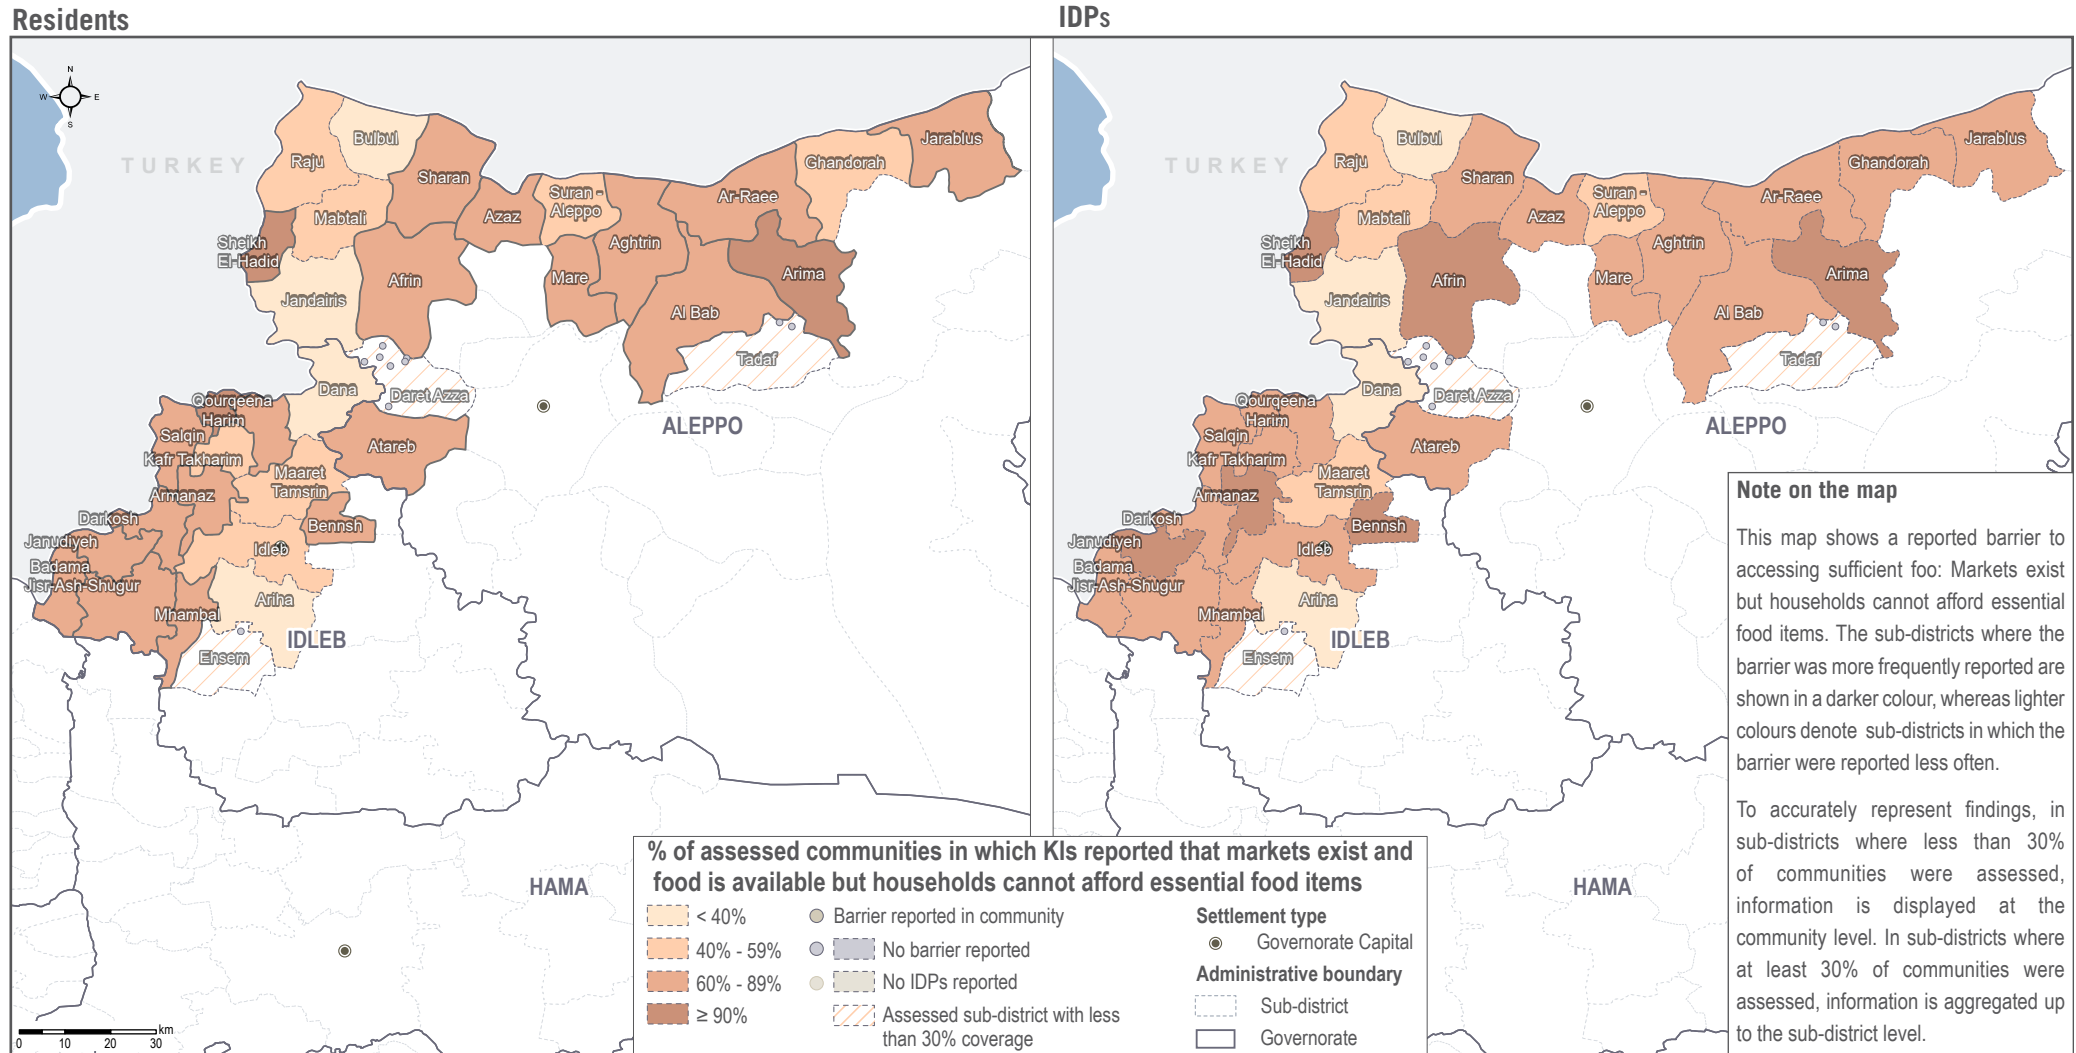 Residents
IDPs
N
W
E
S
TURKEY
Bulbul
Raju
Sharan
Jarablus
Ghandorah
Ar-Raee
Suran -
Aleppo
Azaz
Mabtali
Aghtrin
Sheikh
El-Hadid
Afrin
Mare
Arima
Jandairis
Al Bab
Tadaf
Dana
Daret Azza
Qourqeena
Harim
ALEPPO
Salqin
Atareb
Kafr Takharim
Maaret
Tamsrin
Armanaz
Darkosh
Bennsh
Janudiyeh
Idleb
Badama
Jisr-Ash-Shugur
Ariha
Mhambal
IDLEB
Ehsem
HAMA
0 10 20 30 km
TURKEY
Bulbul
Raju
Sharan
Jarablus
Ghandorah
Ar-Raee
Suran -
Aleppo
Azaz
Mabtali
Aghtrin
Sheikh
El-Hadid
Afrin
Mare
Arima
Jandairis
Al Bab
Tadaf
Dana
Daret Azza
Qourqeena
Harim
ALEPPO
Salqin
Atareb
Kafr Takharim
Maaret
Tamsrin
Armanaz
Darkosh
Bennsh
Janudiyeh
Idleb
Badama
Jisr-Ash-Shugur
Ariha
Mhambal
IDLEB
Ehsem
HAMA
Note on the map
This map shows a reported barrier to
accessing sufficient foo: Markets exist
but households cannot afford essential
food items. The sub-districts where the
barrier was more frequently reported are
shown in a darker colour, whereas lighter
colours denote sub-districts in which the
barrier were reported less often.
To accurately represent findings, in
sub-districts where less than 30%
of communities were assessed,
information is displayed at the
community level. In sub-districts where
at least 30% of communities were
assessed, information is aggregated up
to the sub-district level.
% of assessed communities in which KIs reported that markets exist and
food is available but households cannot afford essential food items
< 40%
40% - 59%
60% - 89%
≥ 90%
Barrier reported in community
No barrier reported
No IDPs reported
Assessed sub-district with less
than 30% coverage
Settlement type
Governorate Capital
Administrative boundary
Sub-district
Governorate